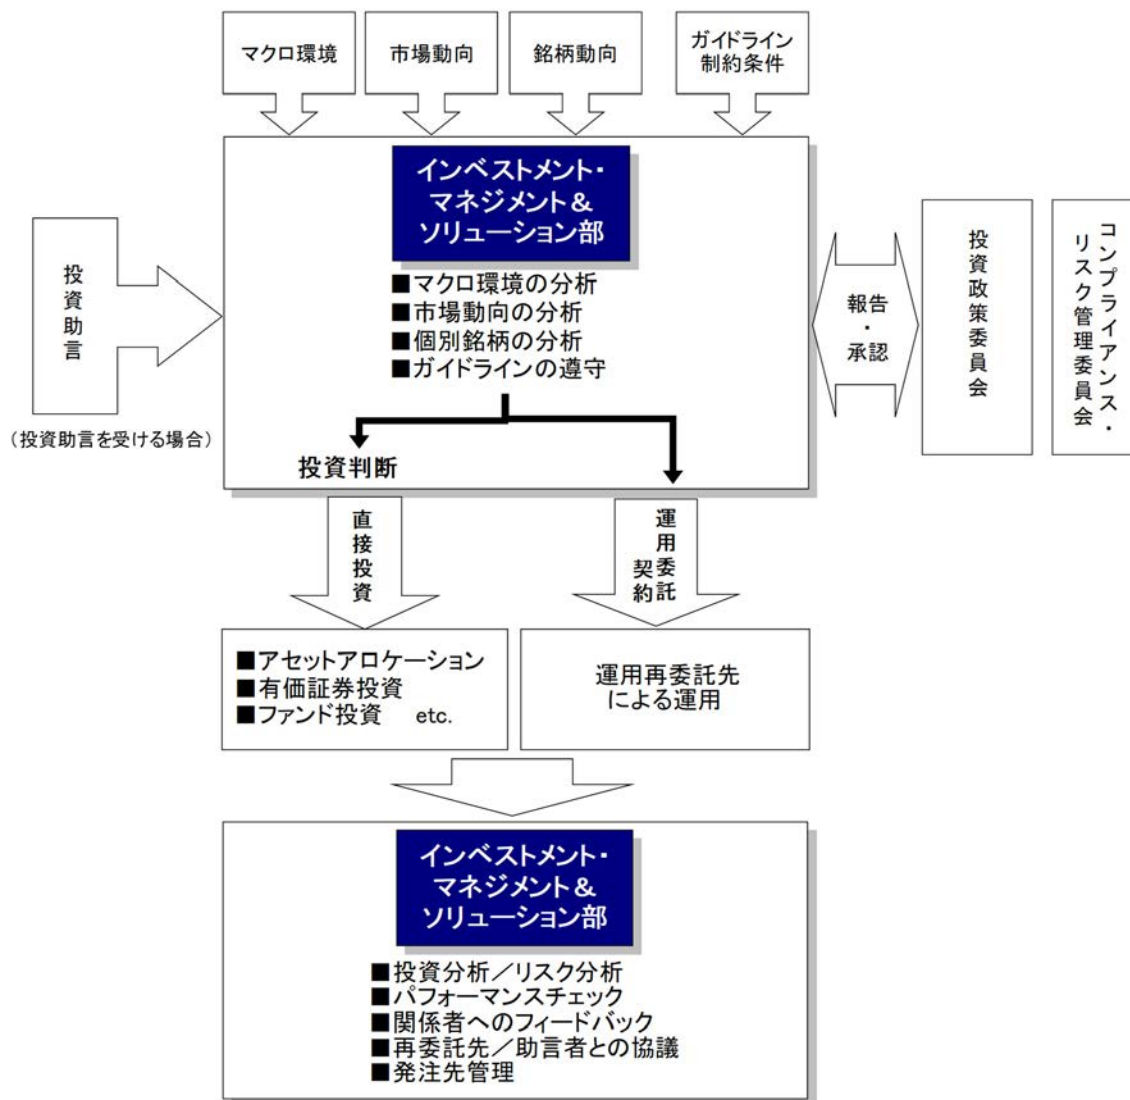 マクロ環境
市場動向
銘柄動向
ガイドライン
制約条件
インベストメント・
マネジメント＆
ソリューション部
■マクロ環境の分析
■市場動向の分析
■個別銘柄の分析
■ガイドラインの遵守
投資助言
（投資助言を受ける場合）
報告
・
承認
投資政策委員会
コンプライアンス・
リスク管理委員会
投資判断
直接投資
運用委託
契約
■アセットアロケーション
■有価証券投資
■ファンド投資　etc.
運用再委託先
による運用
インベストメント・
マネジメント＆
ソリューション部
■投資分析／リスク分析
■パフォーマンスチェック
■関係者へのフィードバック
■再委託先／助言者との協議
■発注先管理